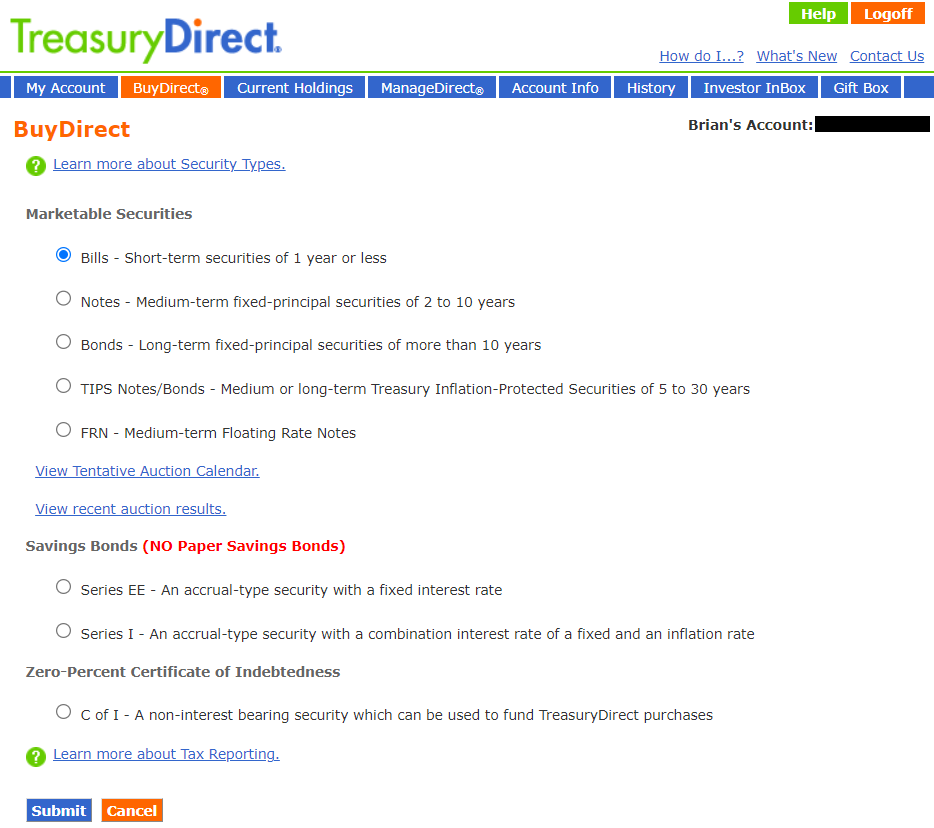 Help Logoff
TreasuryDirect®
How do I...? What's New Contact Us
My Account BuyDirect® Current Holdings ManageDirect® Account Info History Investor InBox Gift Box
BuyDirect
Brian's Account:
? Learn more about Security Types.
Marketable Securities
Bills - Short-term securities of 1 year or less
Notes - Medium-term fixed-principal securities of 2 to 10 years
Bonds - Long-term fixed-principal securities of more than 10 years
TIPS Notes/Bonds - Medium or long-term Treasury Inflation-Protected Securities of 5 to 30 years
FRN - Medium-term Floating Rate Notes
View Tentative Auction Calendar.
View recent auction results.
Savings Bonds (NO Paper Savings Bonds)
Series EE - An accrual-type security with a fixed interest rate
Series I - An accrual-type security with a combination interest rate of a fixed and an inflation rate
Zero-Percent Certificate of Indebtedness
C of I - A non-interest bearing security which can be used to fund TreasuryDirect purchases
? Learn more about Tax Reporting.
Submit Cancel